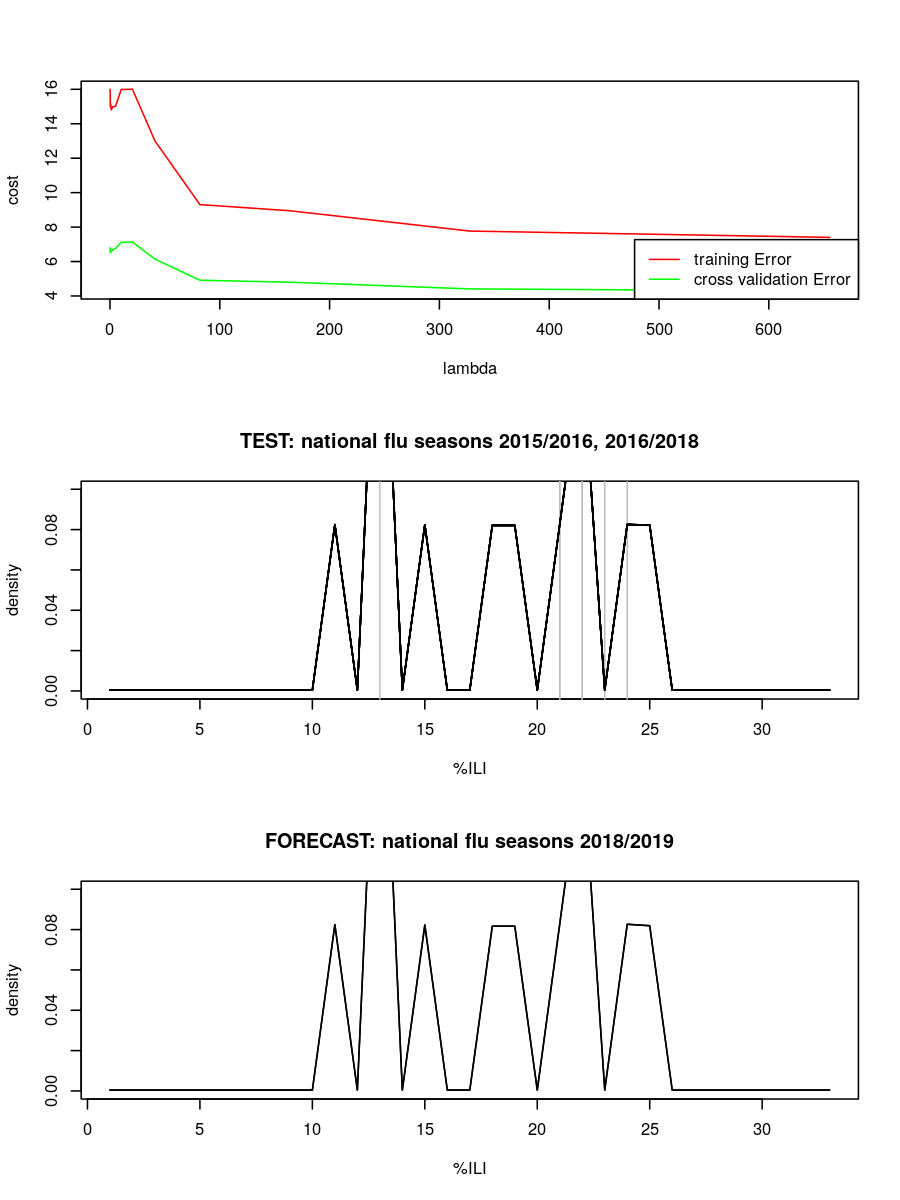 cost
16
14
12
10
8
6
4
training Error
cross validation Error
0 100 200 300 400 500 600
lambda
TEST: national flu seasons 2015/2016, 2016/2018
density
0.08
0.04
0.00
0 5 10 15 20 25 30
%ILI
FORECAST: national flu seasons 2018/2019
density
0.08
0.04
0.00
0 5 10 15 20 25 30
%ILI